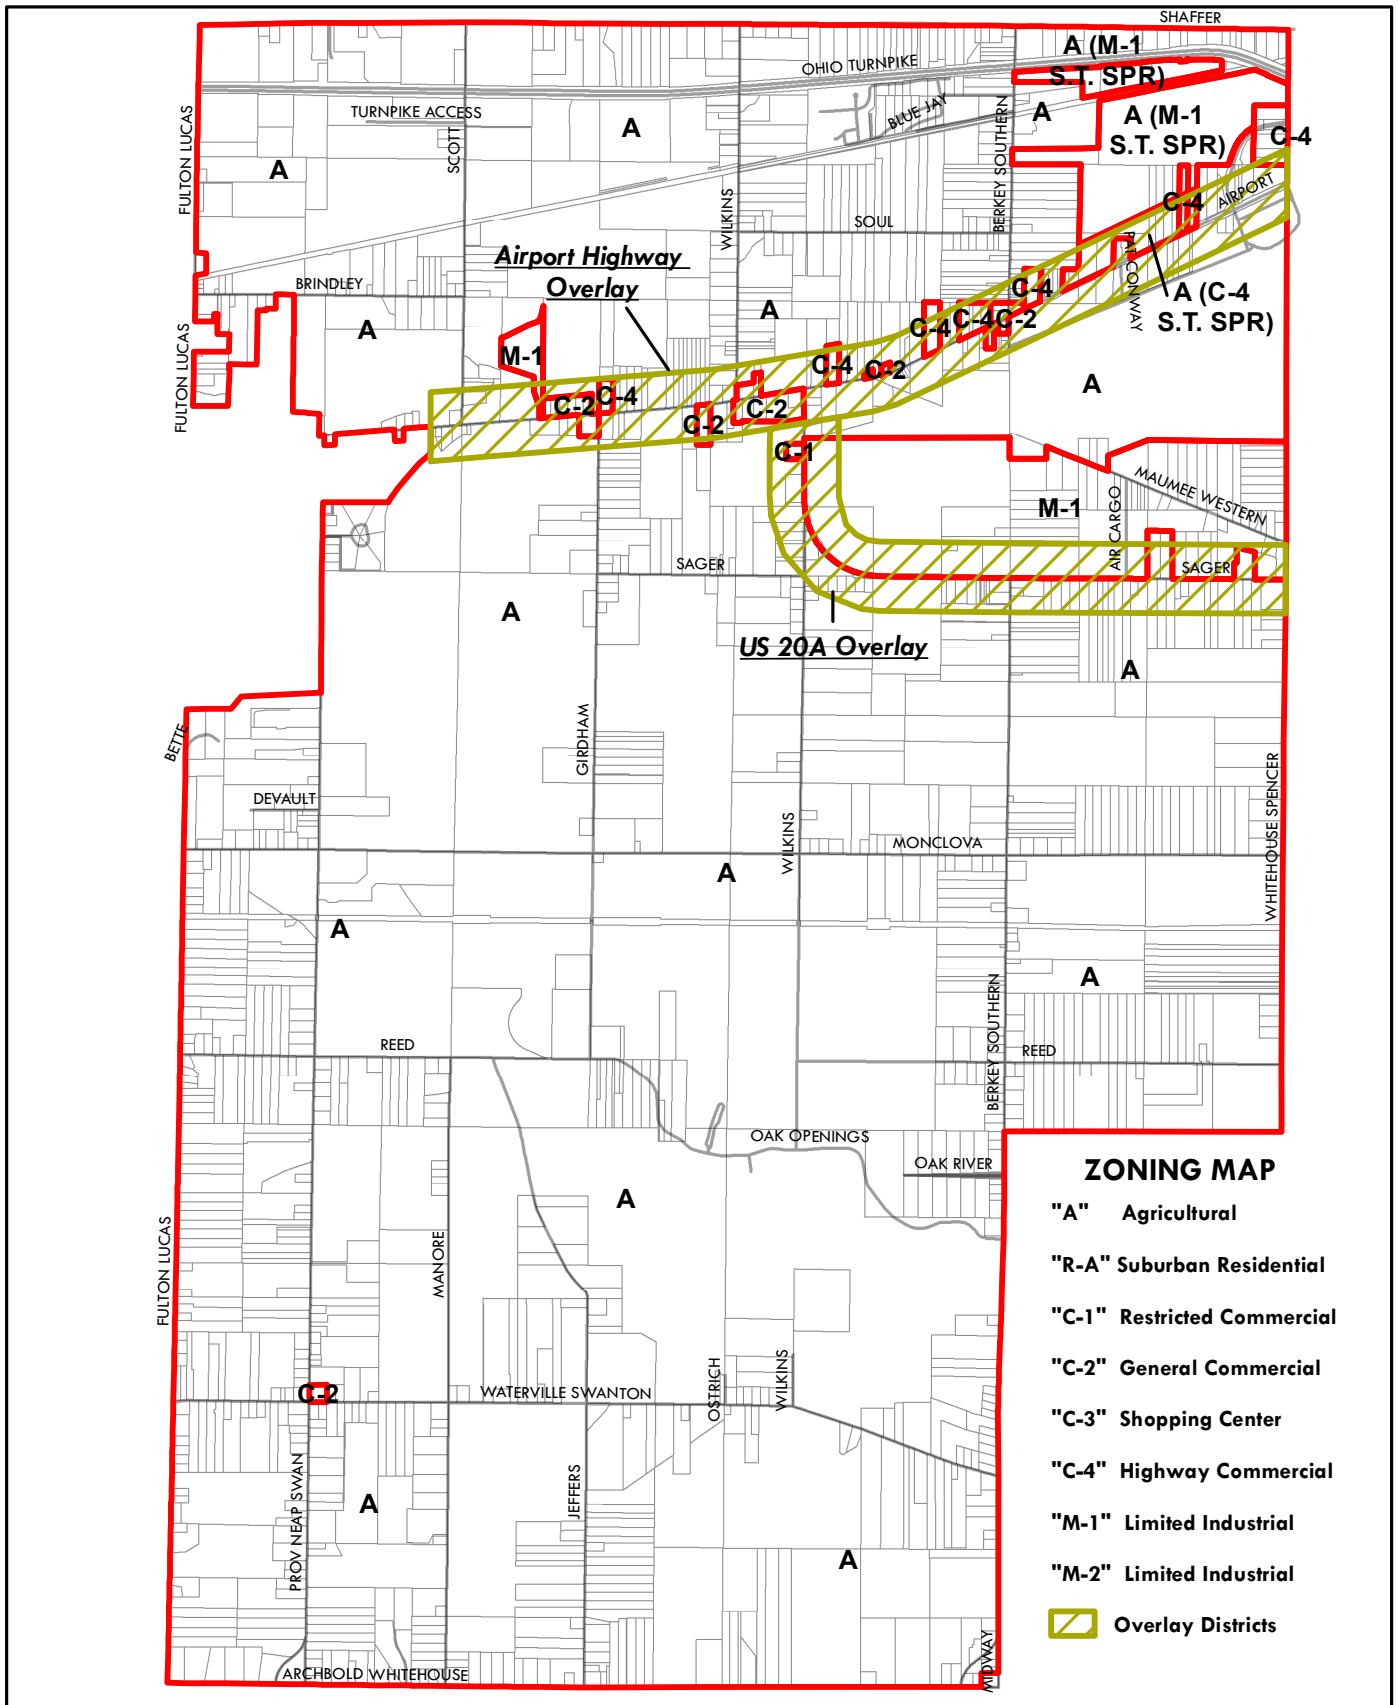 SHAFFER
A (M-1
S.T. SPR)
OHIO TURNPIKE
TURNPIKE ACCESS
BLUE JAY
A
A
A (M-1
S.T. SPR)
C-4
FULTON LUCAS
SCOTT
A
WILKINS
BERKEY SOUTHERN
SOUL
C-4
AIRPORT
PAT CONWAY
Airport Highway
Overlay
BRINDLEY
A
A
C-4
A (C-4
S.T. SPR)
FULTON LUCAS
M-1
C-4
C-4
C-2
C-4
C-2
A
C-2
C-4
C-2
C-2
C-1
M-1
MAUMEE WESTERN
AIR CARGO
SAGER
SAGER
A
US 20A Overlay
A
BETTE
GIRDHAM
DEVAULT
WILKINS
MONCLOVA
WHITEHOUSE SPENCER
A
A
A
BERKEY SOUTHERN
REED
REED
OAK OPENINGS
OAK RIVER
A
FULTON LUCAS
MANORE
C-2
WATERVILLE SWANTON
OSTRICH
WILKINS
PROV NEAP SWAN
A
JEFFERS
A
ARCHBOLD WHITEHOUSE
MIDWAY
ZONING MAP
"A" Agricultural
"R-A" Suburban Residential
"C-1" Restricted Commercial
"C-2" General Commercial
"C-3" Shopping Center
"C-4" Highway Commercial
"M-1" Limited Industrial
"M-2" Limited Industrial
Overlay Districts